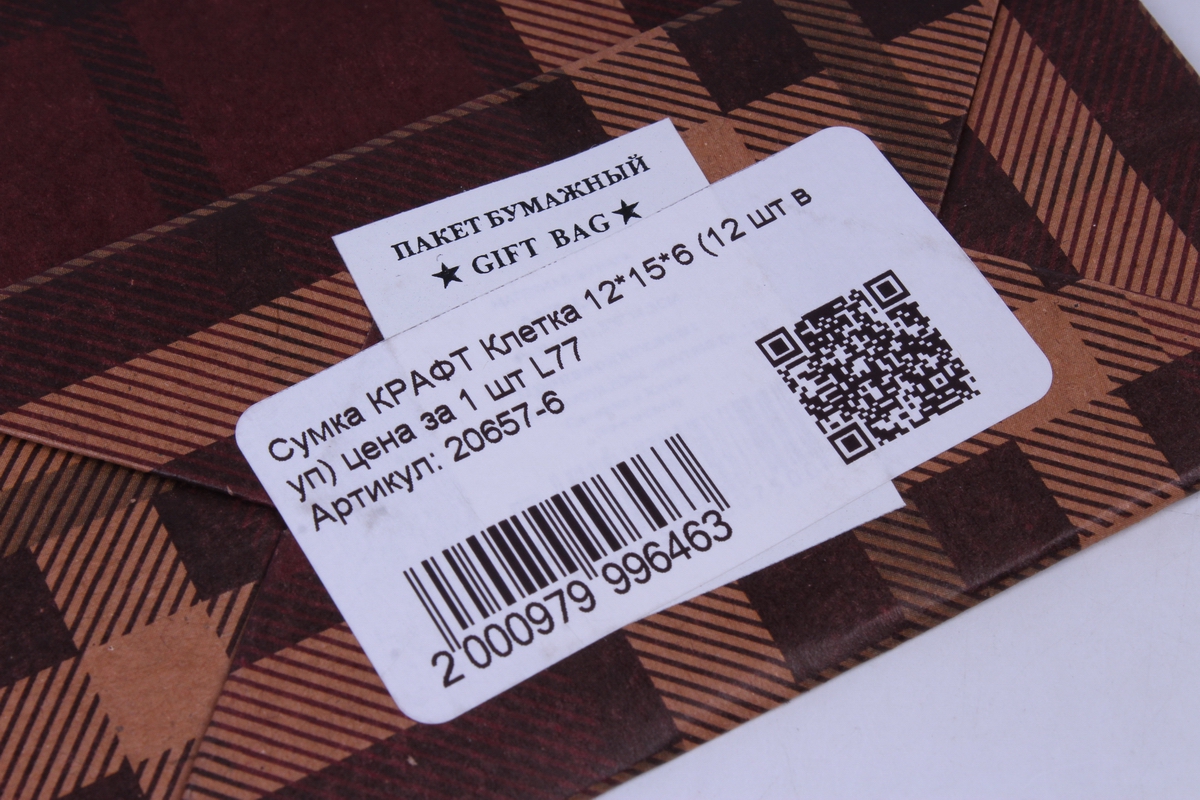 ПАКЕТ БУМАЖНЫЙ
★ GIFT BAG ★
Сумка КРАФТ Клетка 12*15*6 (12 шт в
уп) цена за 1 шт L77
Артикул: 20657-6
2 000979 996463